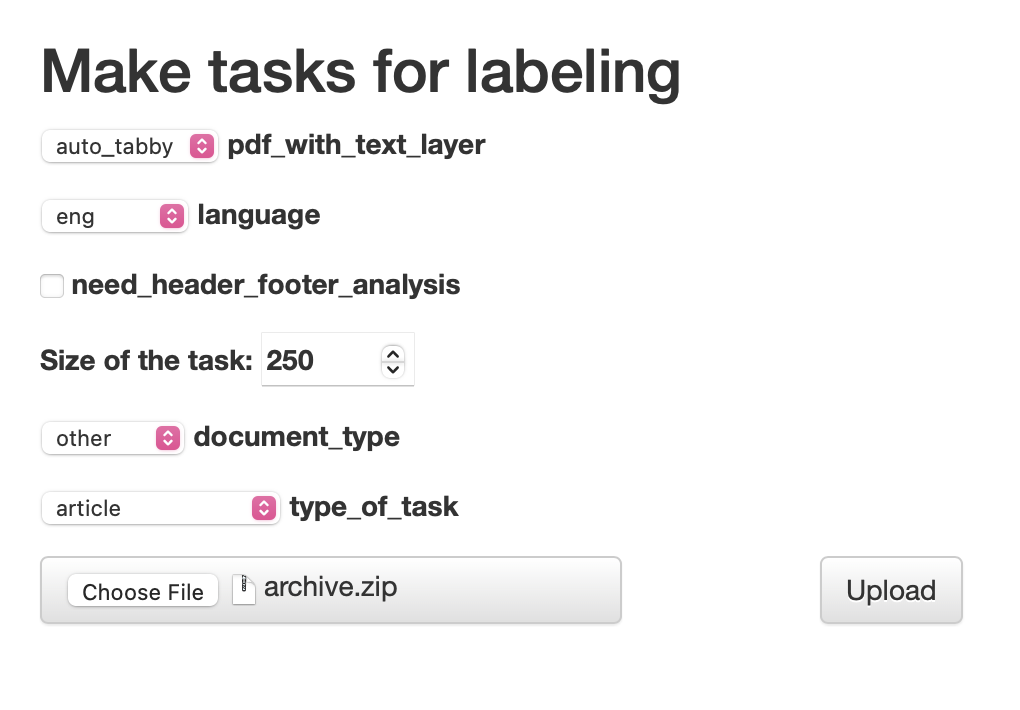 Make tasks for labeling
auto_tabby pdf_with_text_layer
eng language
need_header_footer_analysis
Size of the task: 250
other document_type
article type_of_task
Choose File archive.zip Upload